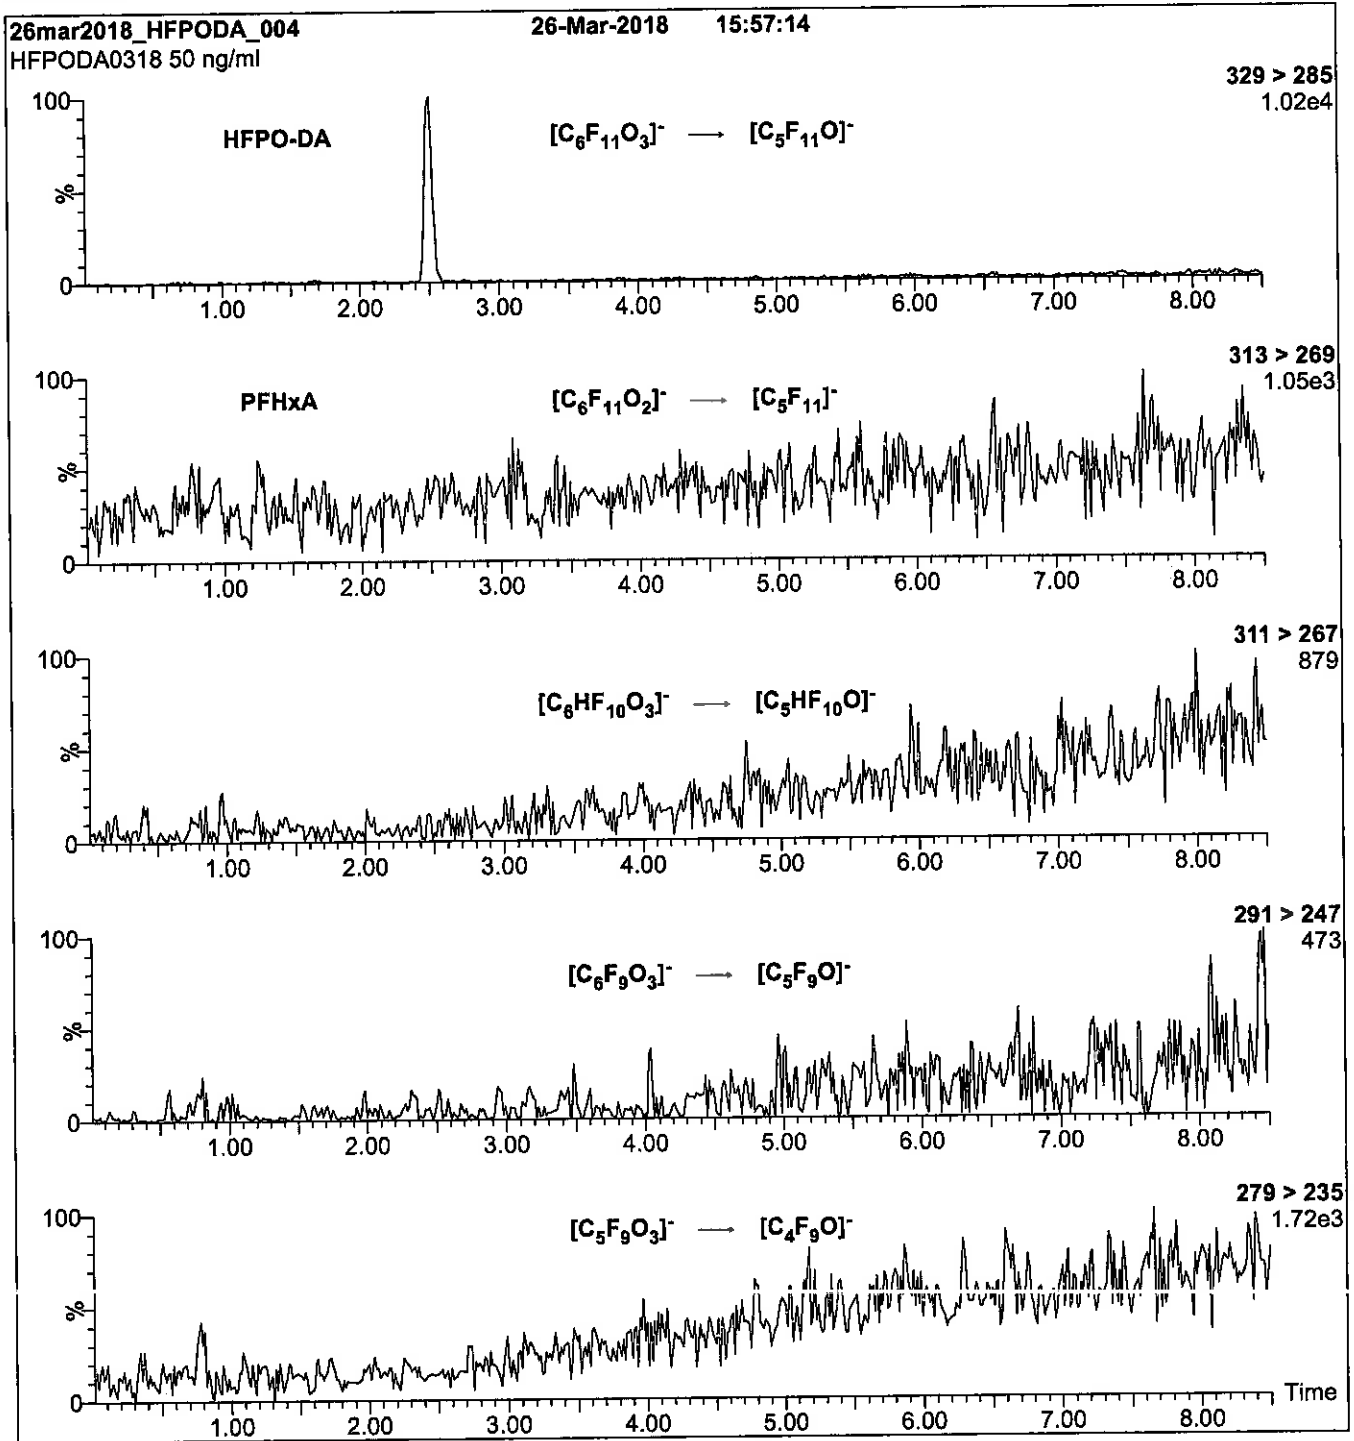 26mar2018_HFPODA_004 26-Mar-2018 15:57:14
HFPODA0318 50 ng/ml
329 > 285
1.02e4
100
HFPO-DA [C₆F₁₁O₃]⁻ → [C₅F₁₁O]⁻
%
0
1.00 2.00 3.00 4.00 5.00 6.00 7.00 8.00
313 > 269
1.05e3
100
PFHxA [C₆F₁₁O₂]⁻ → [C₅F₁₁]⁻
%
0
1.00 2.00 3.00 4.00 5.00 6.00 7.00 8.00
311 > 267
879
100
[C₆HF₁₀O₃]⁻ → [C₅HF₁₀O]⁻
%
0
1.00 2.00 3.00 4.00 5.00 6.00 7.00 8.00
291 > 247
473
100
[C₆F₉O₃]⁻ → [C₅F₉O]⁻
%
0
1.00 2.00 3.00 4.00 5.00 6.00 7.00 8.00
279 > 235
1.72e3
100
[C₅F₉O₃]⁻ → [C₄F₉O]⁻
%
0
Time
1.00 2.00 3.00 4.00 5.00 6.00 7.00 8.00